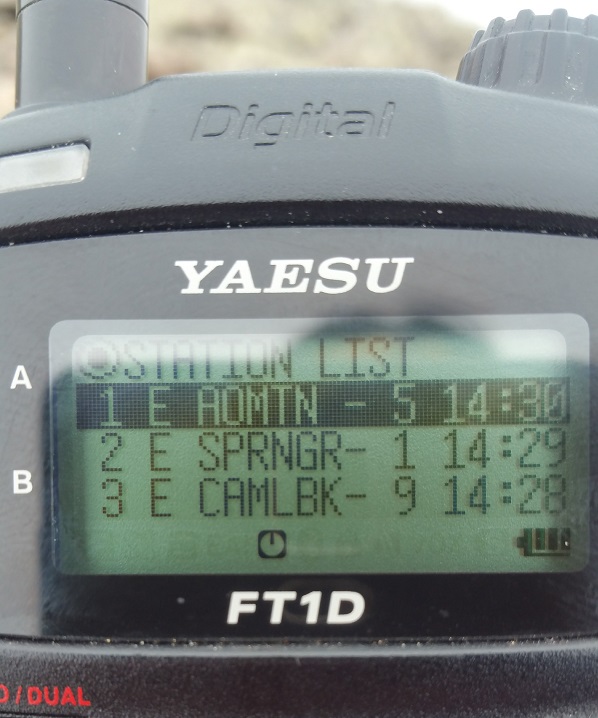 Digital
YAESU
A
B
STATION LIST
1 E AOMIN - 5 14:30
2 E SPRNGR- 1 14:29
3 E CAMLBK- 9 14:28
FT1D
/ DUAL